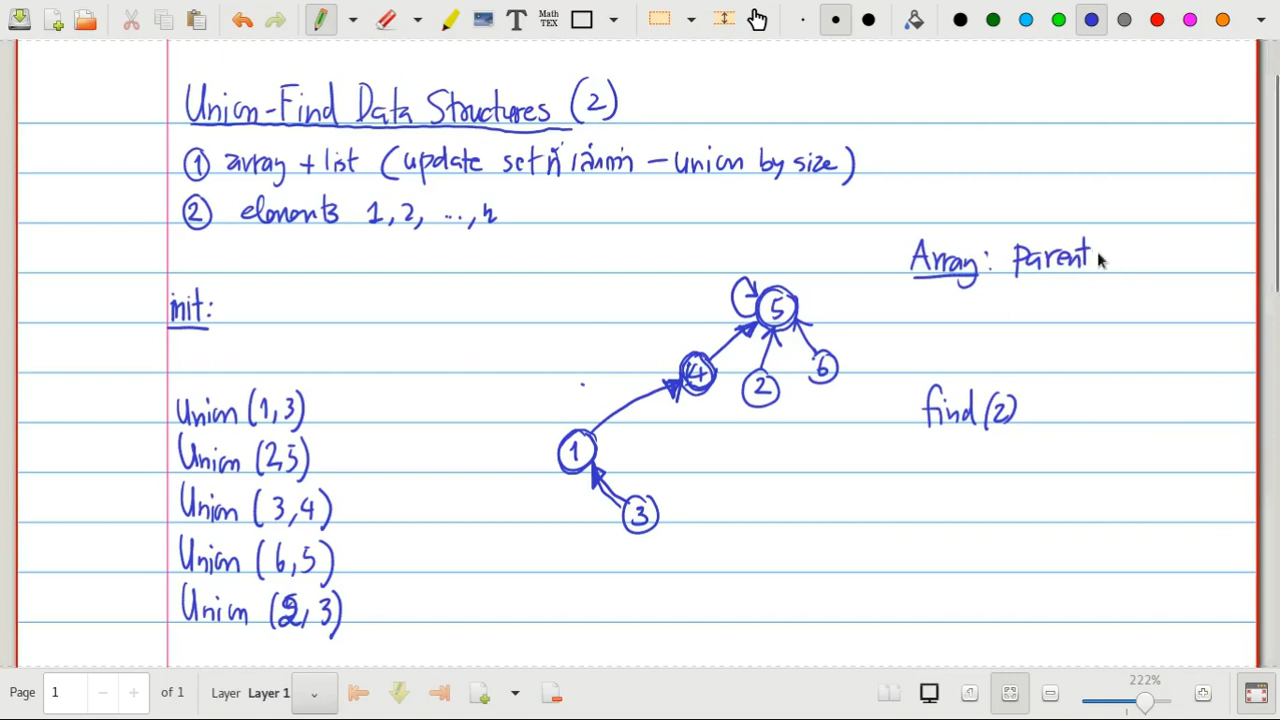 Math
TEX
Union-Find Data Structures (2)
① array + list (update set ที่เล็กกว่า - union by size)
② elements 1, 2, ..., n
Array: Parent
init:
5
4
2
6
Union (1,3)
find(2)
1
Union (2,5)
Union (3,4)
3
Union (6,5)
Union (2,3)
Page 1 of 1 Layer Layer 1 222%